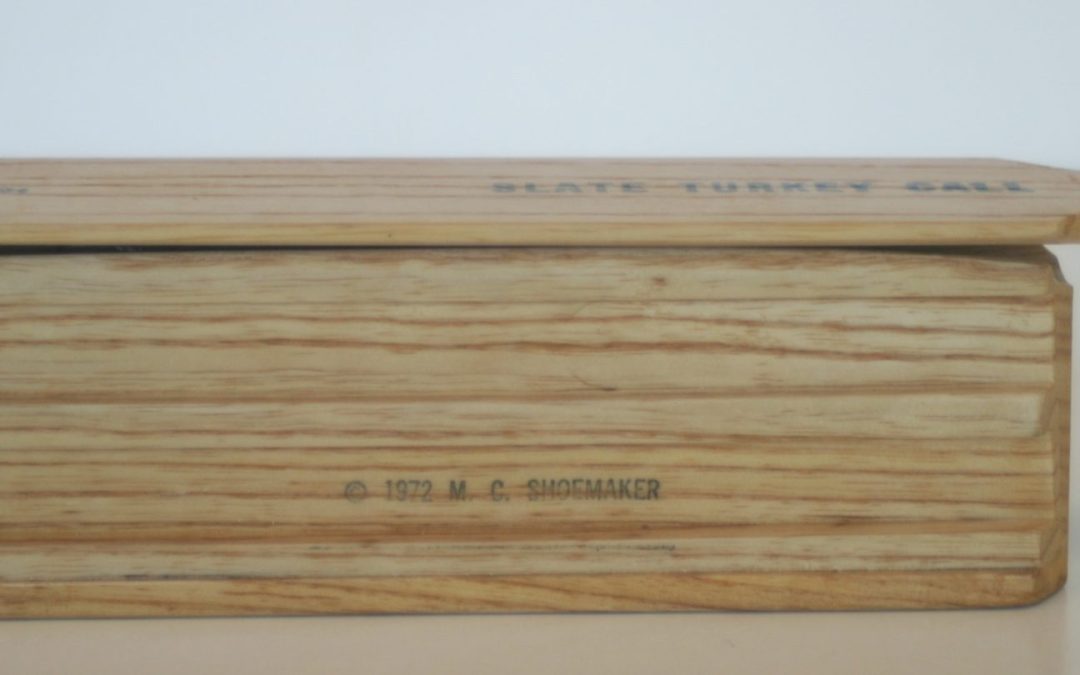 SLATE TURKEY CALL
© 1972 M. C. SHOEMAKER